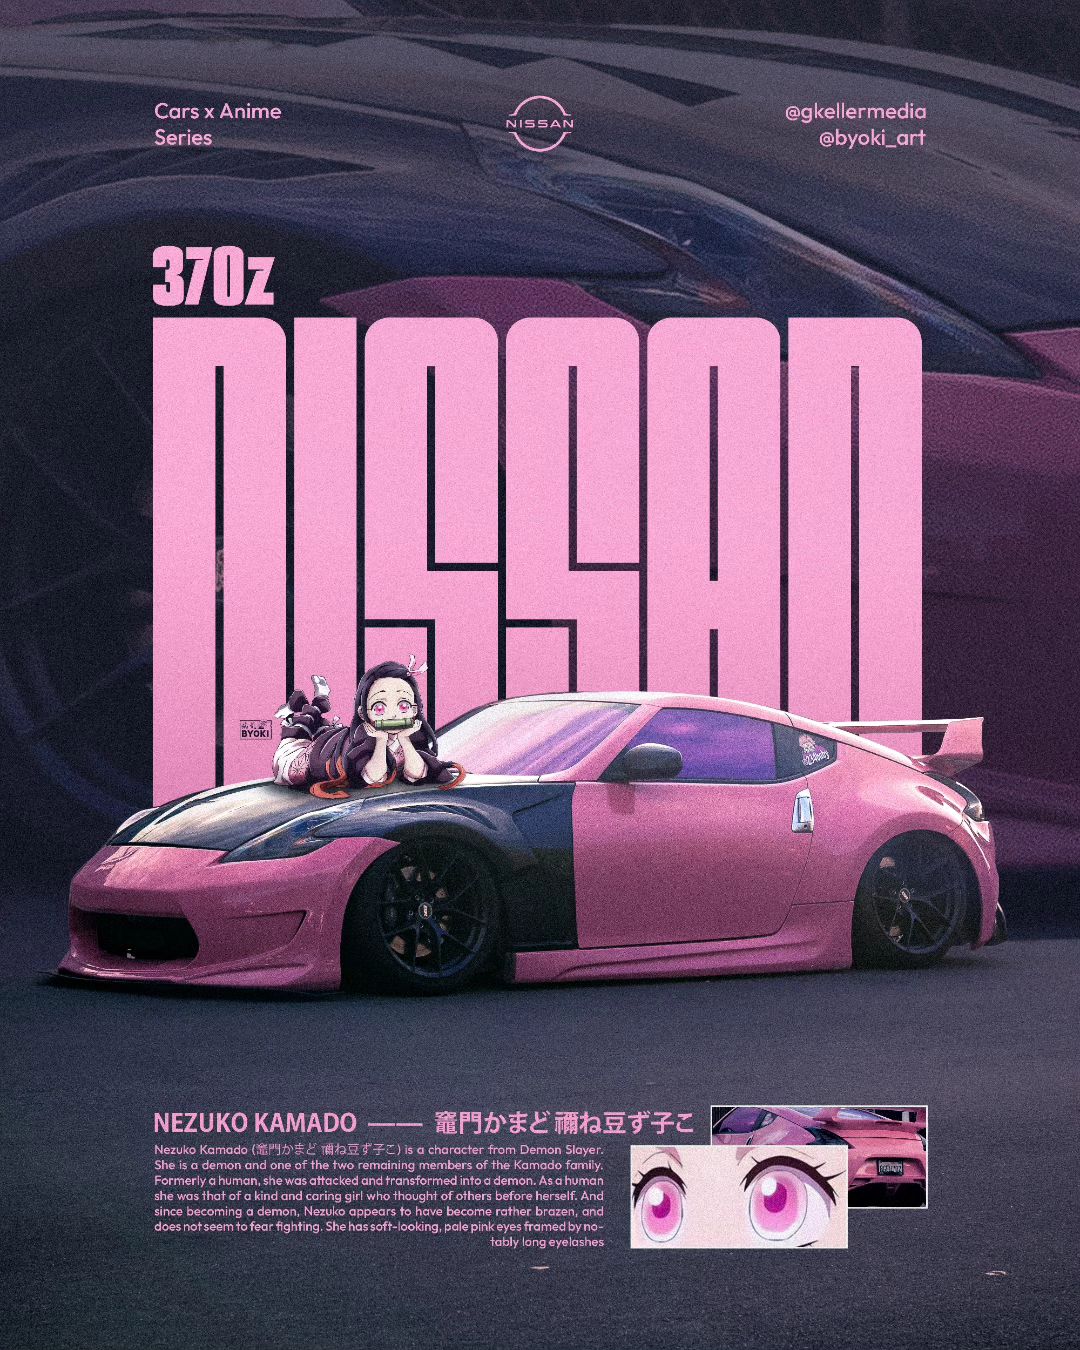 Cars x Anime
Series
NISSAN
@gkellermedia
@byoki_art
370z
NISSAN
BYOKI
NEZUKO KAMADO —— 竈門かまど 禰ね豆ず子こ
Nezuko Kamado (竈門かまど 禰ね豆ず子こ) is a character from Demon Slayer.
She is a demon and one of the two remaining members of the Kamado family.
Formerly a human, she was attacked and transformed into a demon. As a human
she was that of a kind and caring girl who thought of others before herself. And
since becoming a demon, Nezuko appears to have become rather brazen, and
does not seem to fear fighting. She has soft-looking, pale pink eyes framed by no-
tably long eyelashes